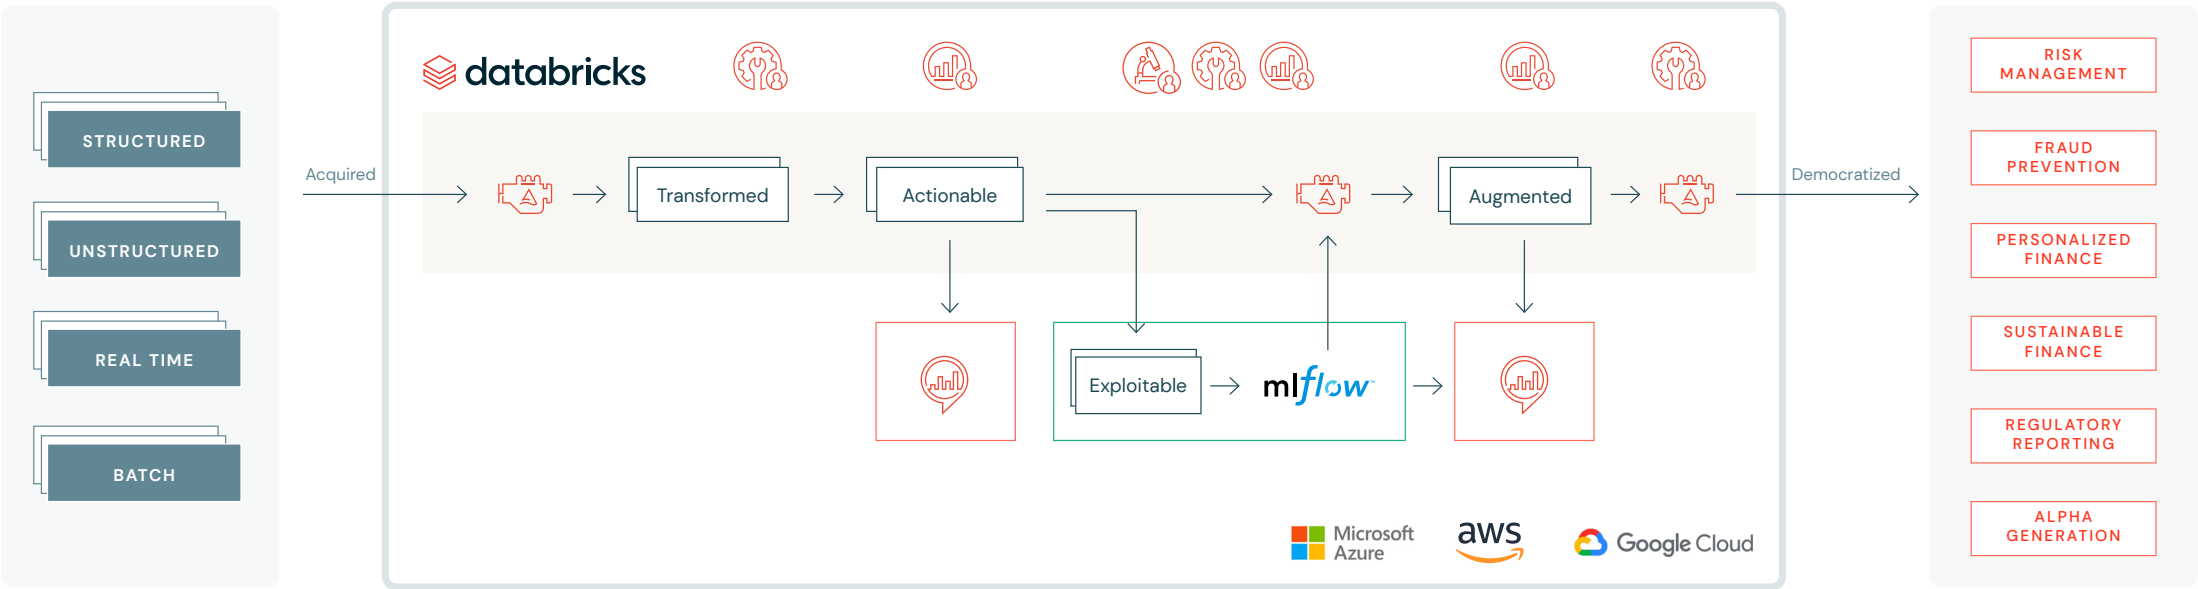 STRUCTURED
UNSTRUCTURED
REAL TIME
BATCH
Acquired
databricks
Transformed
Actionable
Augmented
Exploitable
mlflow™
Microsoft
Azure
aws
Google Cloud
Democratized
RISK
MANAGEMENT
FRAUD
PREVENTION
PERSONALIZED
FINANCE
SUSTAINABLE
FINANCE
REGULATORY
REPORTING
ALPHA
GENERATION